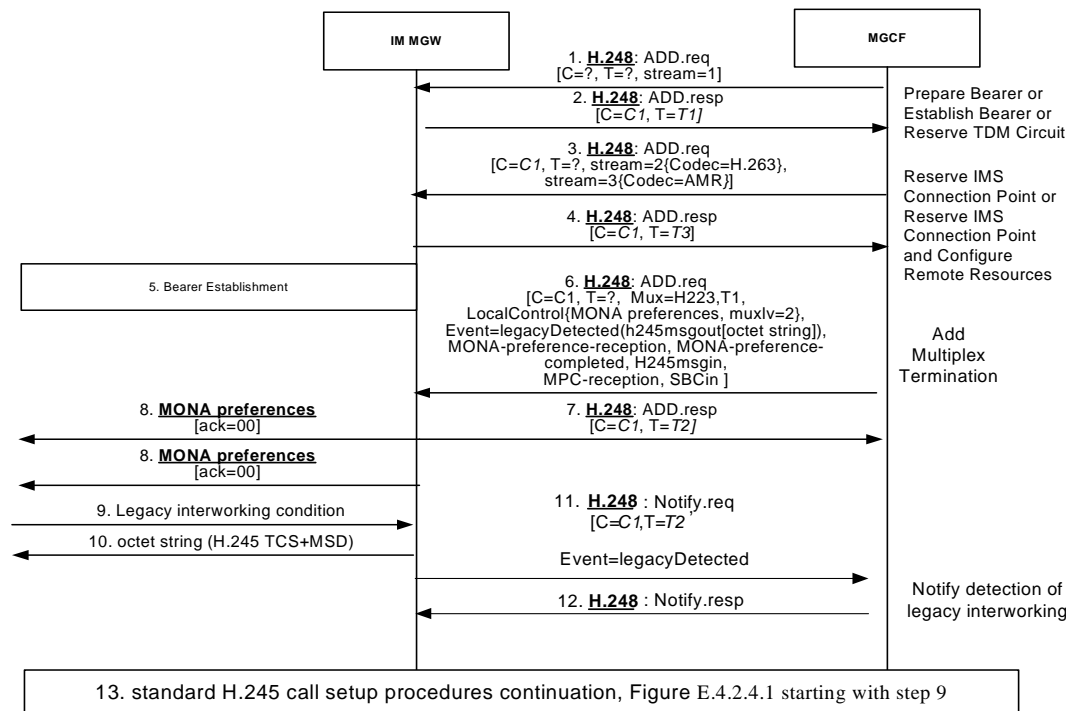 IM MGW
MGCF
1. H.248: ADD.req
[C=?, T=?, stream=1]
2. H.248: ADD.resp
[C=C1, T=T1]
Prepare Bearer or
Establish Bearer or
Reserve TDM Circuit
3. H.248: ADD.req
[C=C1, T=?, stream=2{Codec=H.263},
stream=3{Codec=AMR}]
4. H.248: ADD.resp
[C=C1, T=T3]
Reserve IMS
Connection Point or
Reserve IMS
Connection Point
and Configure
Remote Resources
5. Bearer Establishment
6. H.248: ADD.req
[C=C1, T=?, Mux=H223,T1,
LocalControl{MONA preferences, muxlv=2},
Event=legacyDetected(h245msgout[octet string]),
MONA-preference-reception, MONA-preference-
completed, H245msgin,
MPC-reception, SBCin ]
Add
Multiplex
Termination
8. MONA preferences
[ack=00]
7. H.248: ADD.resp
[C=C1, T=T2]
8. MONA preferences
[ack=00]
9. Legacy interworking condition
10. octet string (H.245 TCS+MSD)
11. H.248 : Notify.req
[C=C1,T=T2,
Event=legacyDetected
12. H.248 : Notify.resp
Notify detection of
legacy interworking
13. standard H.245 call setup procedures continuation, Figure E.4.2.4.1 starting with step 9